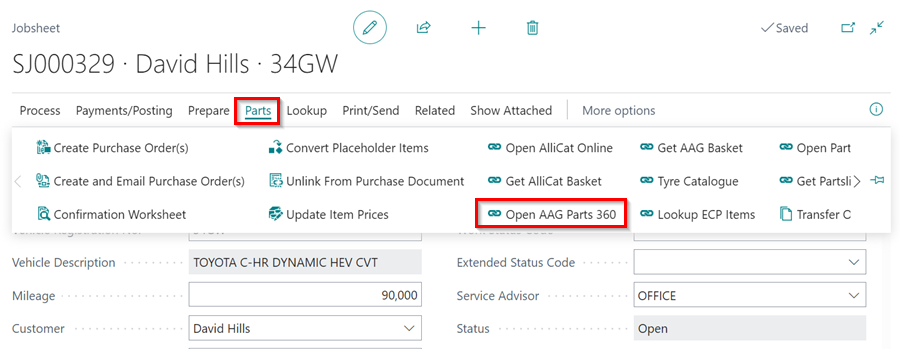 Jobsheet
Saved
SJ000329 · David Hills · 34GW
Process Payments/Posting Prepare Parts Lookup Print/Send Related Show Attached More options
Create Purchase Order(s) Convert Placeholder Items Open AlliCat Online Get AAG Basket Open Part
Create and Email Purchase Order(s) Unlink From Purchase Document Get AlliCat Basket Tyre Catalogue Get Partsli
Confirmation Worksheet Update Item Prices Open AAG Parts 360 Lookup ECP Items Transfer C
Vehicle Description TOYOTA C-HR DYNAMIC HEV CVT Extended Status Code
Mileage 90,000 Service Advisor OFFICE
Customer David Hills Status Open